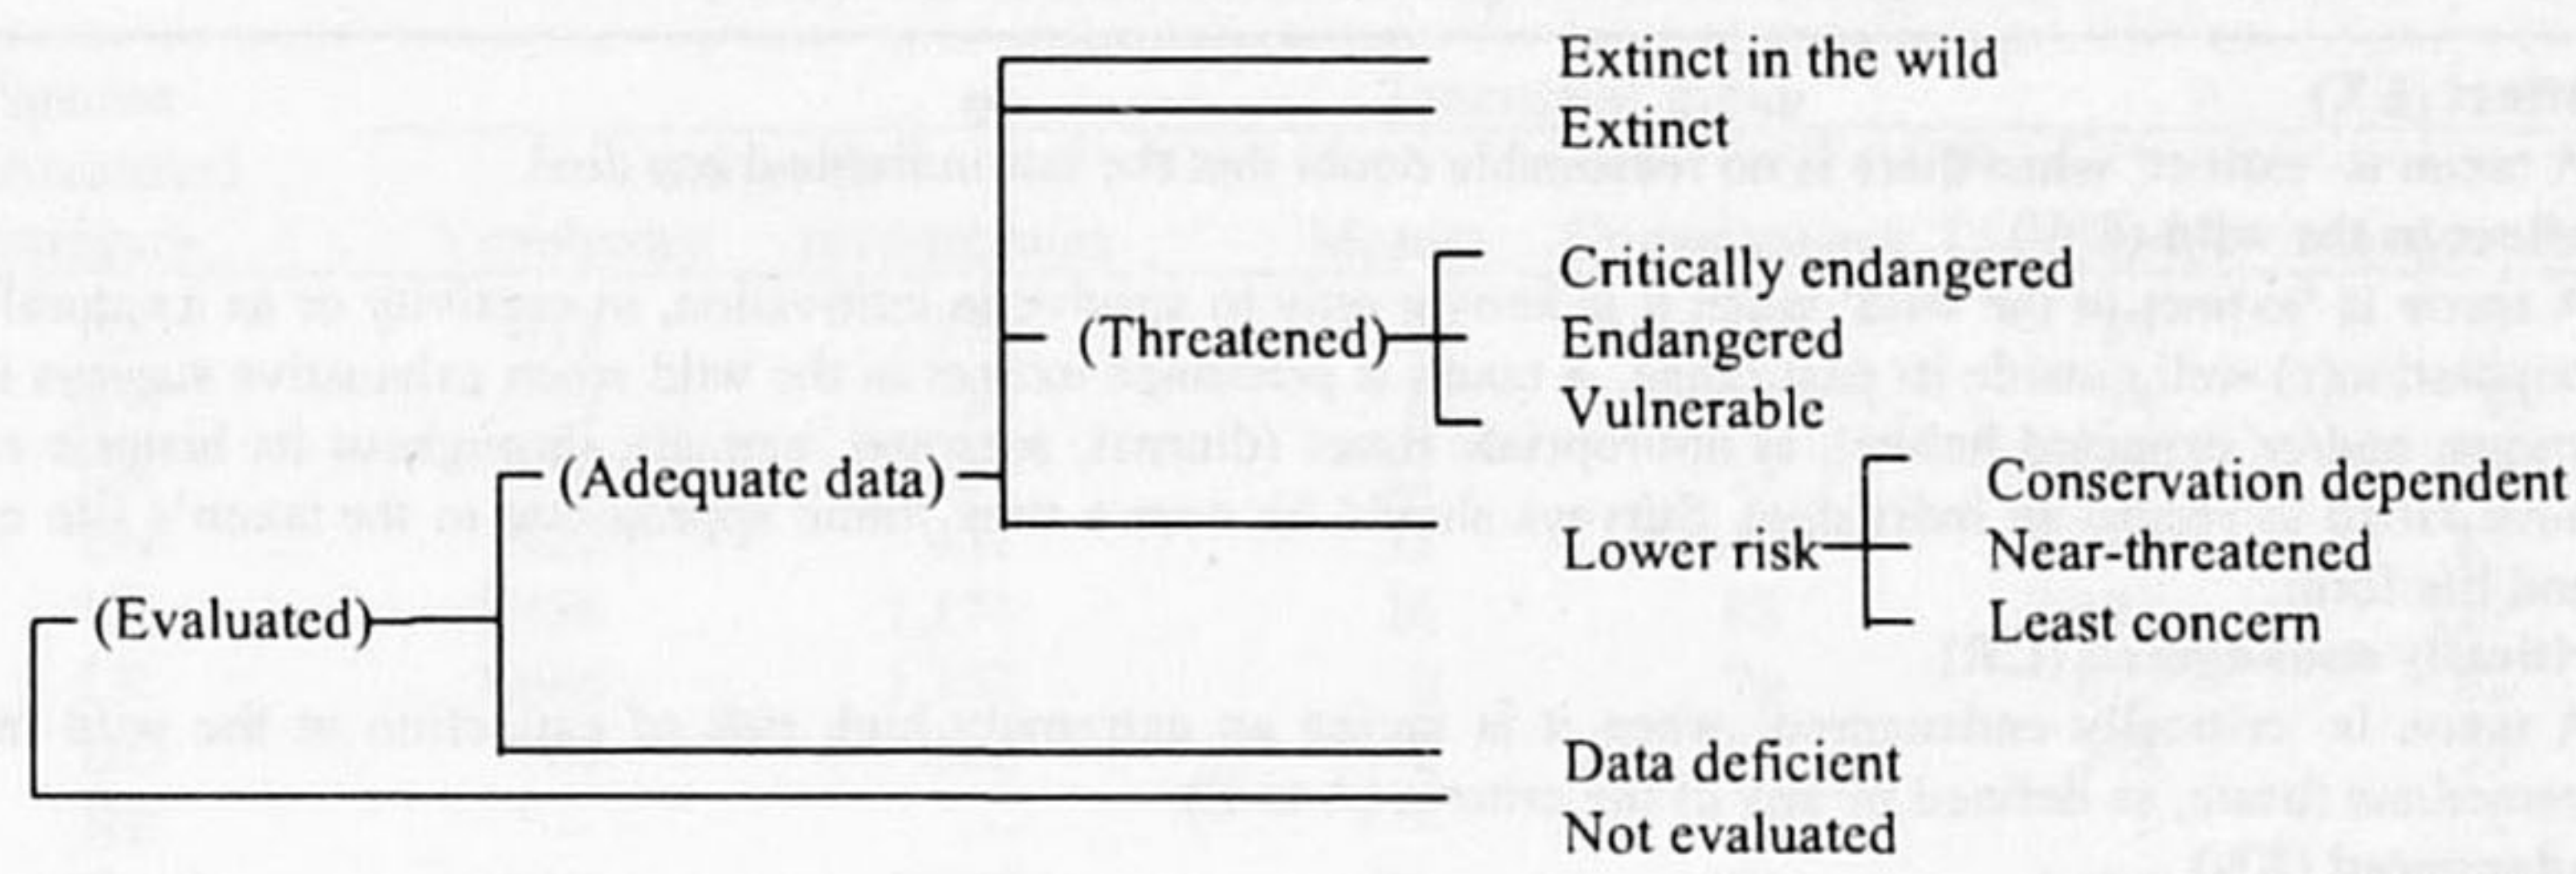 Extinct in the wild
Extinct
Critically endangered
(Threatened)
Endangered
Vulnerable
(Adequate data)
Conservation dependent
Lower risk
Near-threatened
(Evaluated)
Least concern
Data deficient
Not evaluated